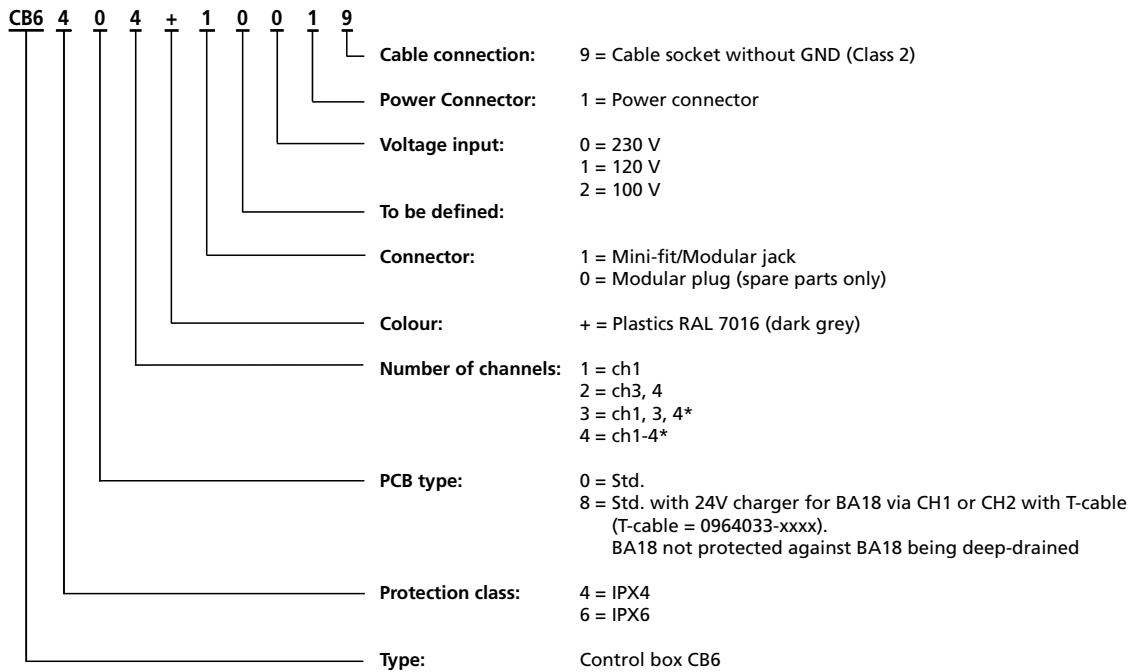 CB6 4 0 4 + 1 0 0 1 9
Cable connection: 9 = Cable socket without GND (Class 2)
Power Connector: 1 = Power connector
Voltage input: 0 = 230 V
1 = 120 V
2 = 100 V
To be defined:
Connector: 1 = Mini-fit/Modular jack
0 = Modular plug (spare parts only)
Colour: + = Plastics RAL 7016 (dark grey)
Number of channels: 1 = ch1
2 = ch3, 4
3 = ch1, 3, 4*
4 = ch1-4*
PCB type: 0 = Std.
8 = Std. with 24V charger for BA18 via CH1 or CH2 with T-cable
(T-cable = 0964033-xxxx).
BA18 not protected against BA18 being deep-drained
Protection class: 4 = IPX4
6 = IPX6
Type: Control box CB6